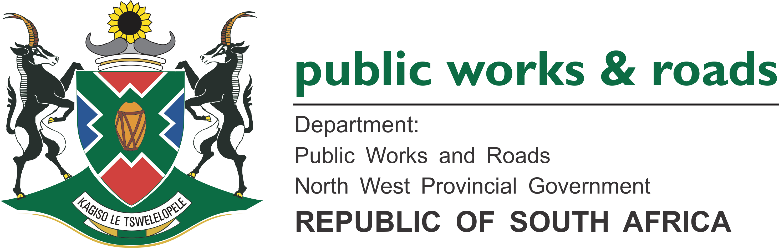 KAGISO LE TSWELELOPELE
public works & roads
Department:
Public Works and Roads
North West Provincial Government
REPUBLIC OF SOUTH AFRICA